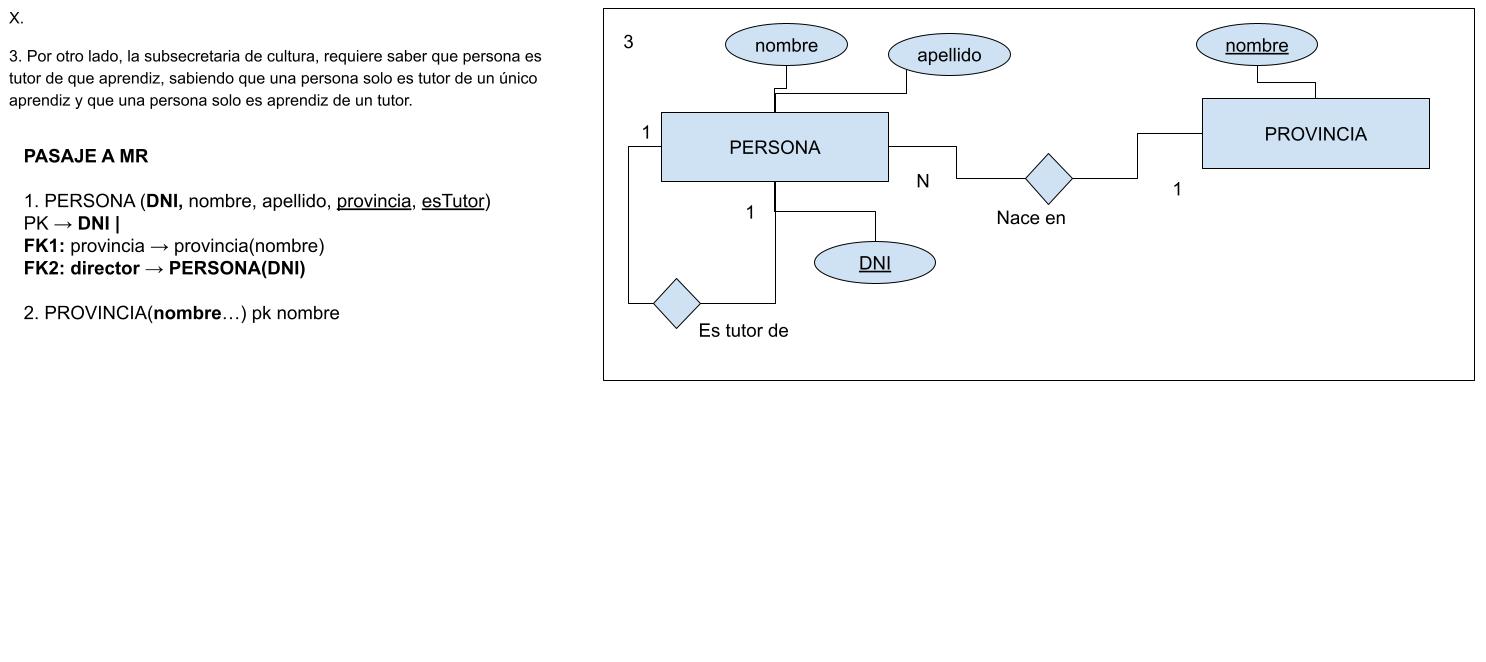 X.
3. Por otro lado, la subsecretaria de cultura, requiere saber que persona es
tutor de que aprendiz, sabiendo que una persona solo es tutor de un único
aprendiz y que una persona solo es aprendiz de un tutor.
PASAJE A MR
1. PERSONA (DNI, nombre, apellido, provincia, esTutor)
PK → DNI |
FK1: provincia → provincia(nombre)
FK2: director → PERSONA(DNI)
2. PROVINCIA(nombre…) pk nombre
3
nombre
apellido
nombre
1
PERSONA
PROVINCIA
N
1
1
Nace en
DNI
Es tutor de